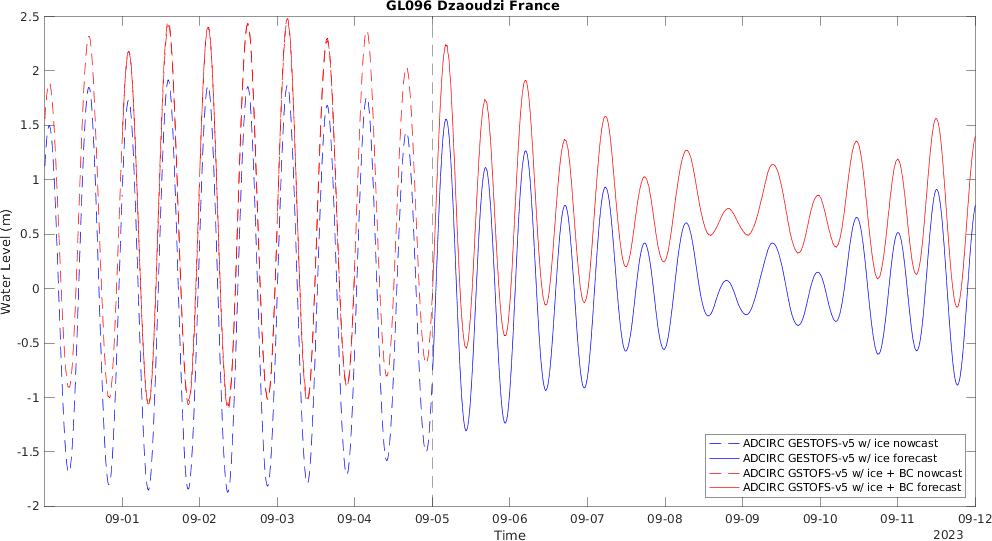 GL096 Dzaoudzi France
Water Level (m)
2.5
2
1.5
1
0.5
0
-0.5
-1
-1.5
-2
09-01 09-02 09-03 09-04 09-05 09-06 09-07 09-08 09-09 09-10 09-11 09-12
Time
2023
ADCIRC GESTOFS-v5 w/ ice nowcast
ADCIRC GESTOFS-v5 w/ ice forecast
ADCIRC GSTOFS-v5 w/ ice + BC nowcast
ADCIRC GSTOFS-v5 w/ ice + BC forecast